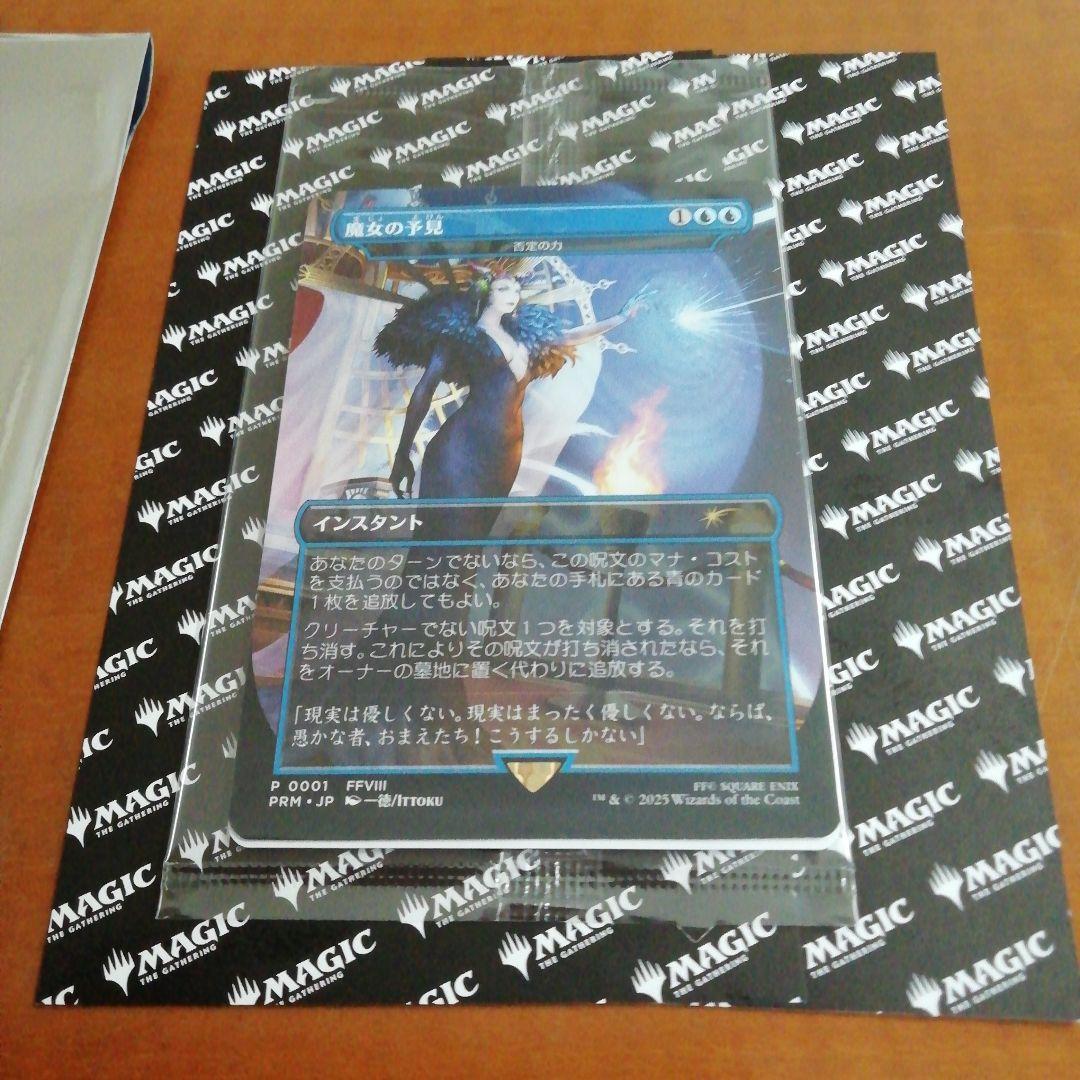 まじょ よけん
魔女の予見
1
否定の力
インスタント
あなたのターンでないなら、この呪文のマナ・コスト
を支払うのではなく、あなたの手札にある青のカード
1枚を追放してもよい。
クリーチャーでない呪文1つを対象とする。それを打
ち消す。これによりその呪文が打ち消されたなら、それ
をオーナーの墓地に置く代わりに追放する。
「現実は優しくない。現実はまったく優しくない。ならば、
愚かな者、おまえたち!こうするしかない」
P 0001 FFVIII
PRM・JP 一徳/ITTOKU
FF© SQUARE ENIX
™ & © 2025 Wizards of the Coast
MAGIC
THE GATHERING